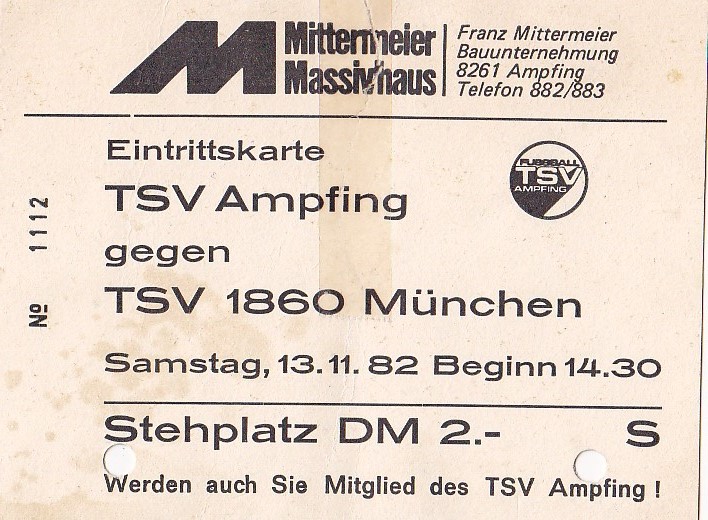 Mittermeier
Massivhaus
Franz Mittermeier
Bauunternehmung
8261 Ampfing
Telefon 882/883
Eintrittskarte
TSV Ampfing
gegen
TSV 1860 München
Samstag, 13.11. 82 Beginn 14.30
FUSSBALL
TSV
AMPFING
№ 1112
Stehplatz DM 2.- S
Werden auch Sie Mitglied des TSV Ampfing !